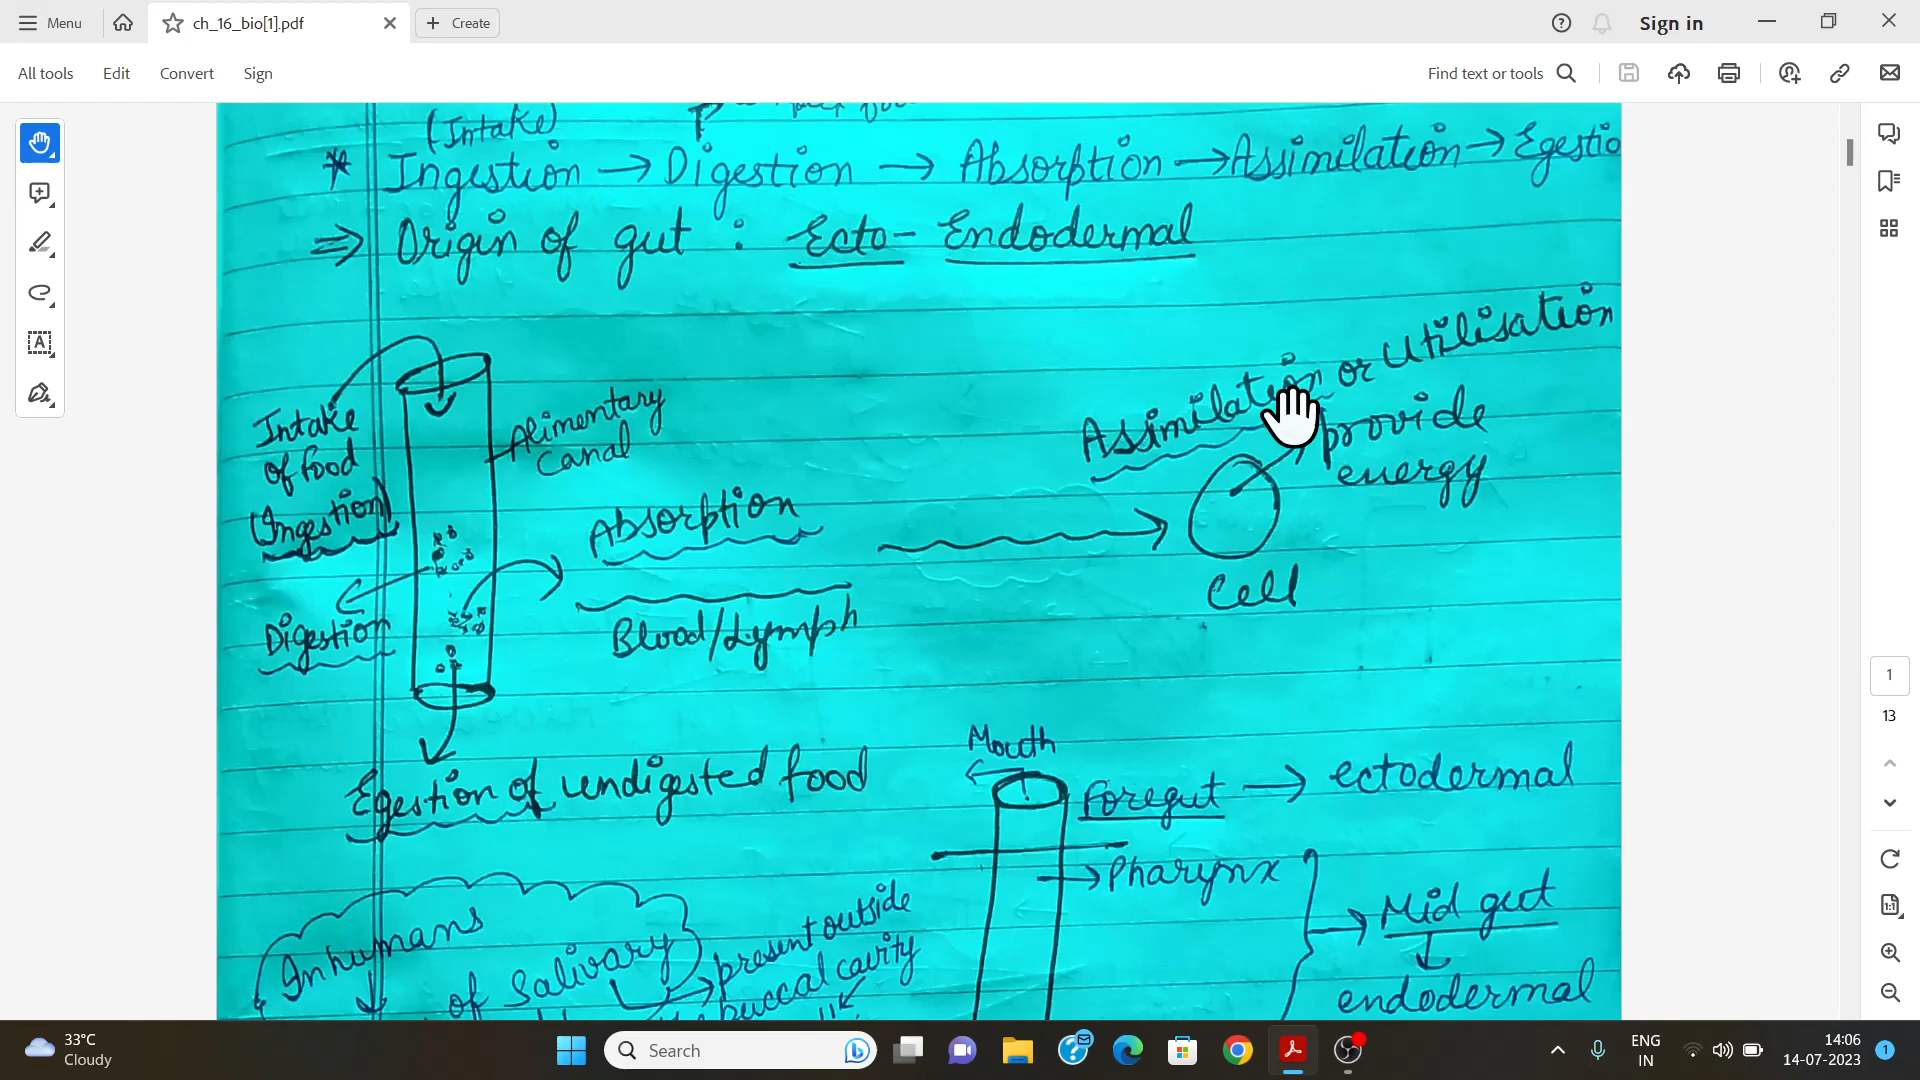 Menu
ch_16_bio[1].pdf
Create
Sign in
All tools
Edit
Convert
Sign
Find text or tools
(Intake)
* Ingestion → Digestion → Absorption → Assimilation → Egestio
⇒ Origin of gut : Ecto- Endodermal
Assimilation or Utilisation
provide
energy
Cell
Intake
of food
(Ingestion)
Alimentary
Canal
Absorption
Blood/Lymph
Digestion
Egestion of undigested food
Mouth
Foregut → ectodermal
→ Pharynx
→ Mid gut
endodermal
In humans
of Salivary
present outside
buccal cavity
1
13
33°C
Cloudy
Search
ENG
IN
14:06
14-07-2023
1